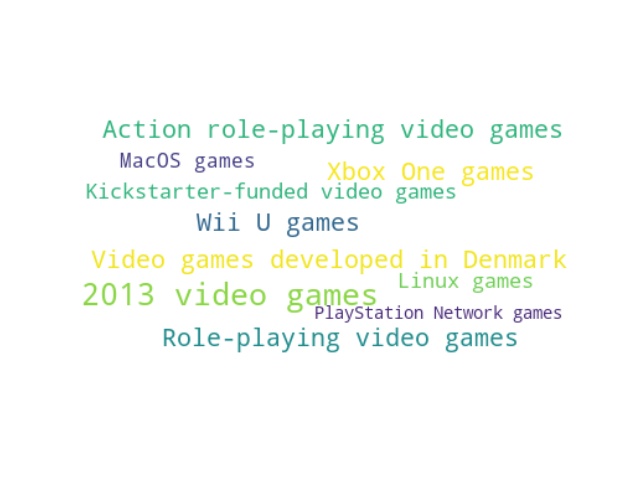 Action role-playing video games
MacOS games
Xbox One games
Kickstarter-funded video games
Wii U games
Video games developed in Denmark
Linux games
2013 video games
PlayStation Network games
Role-playing video games